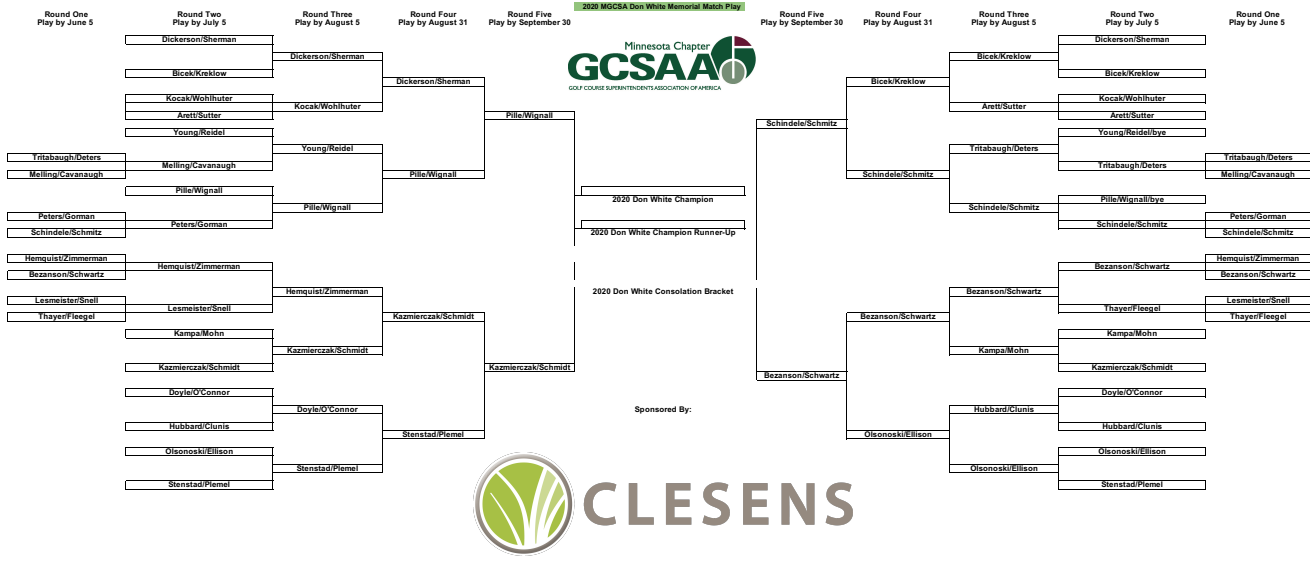 2020 MGCSA Don White Memorial Match Play
Round One
Play by June 5
Round Two
Play by July 5
Round Three
Play by August 5
Round Four
Play by August 31
Round Five
Play by September 30
Round Five
Play by September 30
Round Four
Play by August 31
Round Three
Play by August 5
Round Two
Play by July 5
Round One
Play by June 5
Minnesota Chapter
GCSAA
GOLF COURSE SUPERINTENDENTS ASSOCIATION OF AMERICA
Tritabaugh/Deters
Melling/Cavanaugh
Peters/Gorman
Schindele/Schmitz
Hemquist/Zimmerman
Bezanson/Schwartz
Lesmeister/Snell
Thayer/Fleegel
Dickerson/Sherman
Bicek/Kreklow
Kocak/Wohlhuter
Arett/Sutter
Young/Reidel
Melling/Cavanaugh
Pille/Wignall
Peters/Gorman
Hemquist/Zimmerman
Lesmeister/Snell
Kampa/Mohn
Kazmierczak/Schmidt
Doyle/O'Connor
Hubbard/Clunis
Olsonoski/Ellison
Stenstad/Plemel
Dickerson/Sherman
Kocak/Wohlhuter
Young/Reidel
Pille/Wignall
Hemquist/Zimmerman
Kazmierczak/Schmidt
Doyle/O'Connor
Stenstad/Plemel
Dickerson/Sherman
Pille/Wignall
Kazmierczak/Schmidt
Stenstad/Plemel
Pille/Wignall
Kazmierczak/Schmidt
2020 Don White Champion
2020 Don White Champion Runner-Up
2020 Don White Consolation Bracket
Sponsored By:
CLESENS
Schindele/Schmitz
Bezanson/Schwartz
Bicek/Kreklow
Schindele/Schmitz
Bezanson/Schwartz
Olsonoski/Ellison
Bicek/Kreklow
Arett/Sutter
Tritabaugh/Deters
Schindele/Schmitz
Bezanson/Schwartz
Kampa/Mohn
Hubbard/Clunis
Olsonoski/Ellison
Dickerson/Sherman
Bicek/Kreklow
Kocak/Wohlhuter
Arett/Sutter
Young/Reidel/bye
Tritabaugh/Deters
Pille/Wignall/bye
Schindele/Schmitz
Bezanson/Schwartz
Thayer/Fleegel
Kampa/Mohn
Kazmierczak/Schmidt
Doyle/O'Connor
Hubbard/Clunis
Olsonoski/Ellison
Stenstad/Plemel
Tritabaugh/Deters
Melling/Cavanaugh
Peters/Gorman
Schindele/Schmitz
Hemquist/Zimmerman
Bezanson/Schwartz
Lesmeister/Snell
Thayer/Fleegel